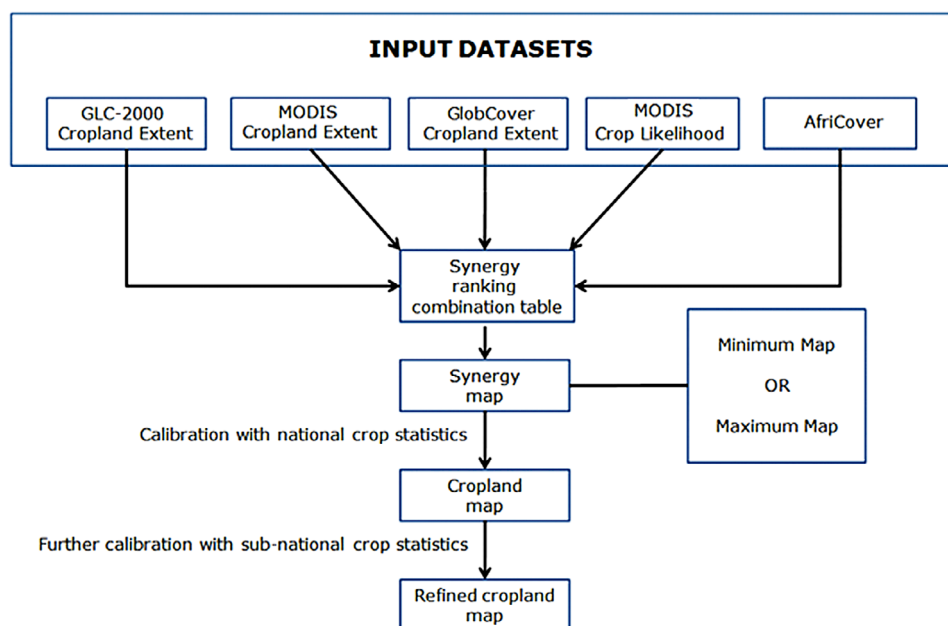 INPUT DATASETS
GLC-2000
Cropland Extent
MODIS
Cropland Extent
GlobCover
Cropland Extent
MODIS
Crop Likelihood
AfriCover
Synergy
ranking
combination table
Synergy
map
Minimum Map
OR
Maximum Map
Calibration with national crop statistics
Cropland
map
Further calibration with sub-national crop statistics
Refined cropland
map